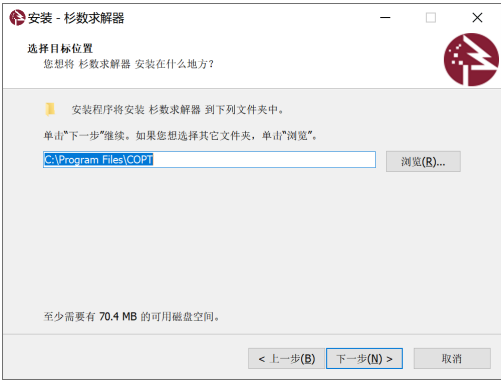 安装 - 杉数求解器
选择目标位置
您想将 杉数求解器 安装在什么地方?
安装程序将安装 杉数求解器 到下列文件夹中。
单击“下一步”继续。如果您想选择其它文件夹，单击“浏览”。
C:\Program Files\COPT
浏览(R)...
至少需要有 70.4 MB 的可用磁盘空间。
< 上一步(B)
下一步(N) >
取消